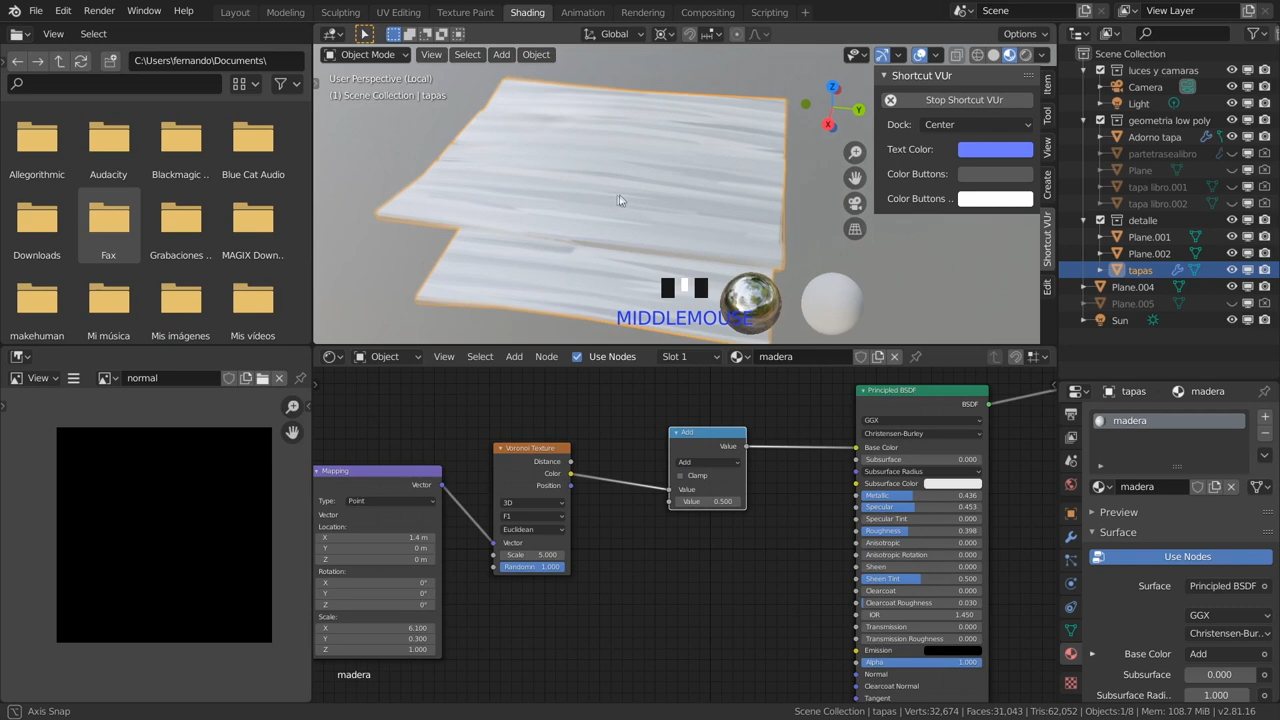 File Edit Render Window Help Layout Modeling Sculpting UV Editing Texture Paint Shading Animation Rendering Compositing Scripting + Scene View Layer
View Select
C:\Users\fernando\Documents\
Allegorithmic Audacity Blackmagic .. Blue Cat Audio
Downloads Fax Grabaciones .. MAGIX Down..
makehuman Mis música Mis imágenes Mis vídeos
Global Options
Object Mode View Select Add Object
User Perspective (Local)
(1) Scene Collection | tapas
Z
Y
X
MIDDLEMOUSE
Shortcut VUr
Stop Shortcut VUr
Dock: Center
Text Color:
Color Buttons:
Color Buttons ..
Item
Tool
View
Create
Shortcut VUr
Edit
Scene Collection
luces y camaras
Camera
Light
geometria low poly
Adorno tapa
partetrasealibro
Plane
tapa libro.001
tapa libro.002
detalle
Plane.001
Plane.002
tapas
Plane.004
Plane.005
Sun
View normal
Object View Select Add Node Use Nodes Slot 1 madera
Mapping
Vector
Type: Point
Vector
Location:
X 1.4 m
Y 0 m
Z 0 m
Rotation:
X 0°
Y 0°
Z 0°
Scale:
X 6.100
Y 0.300
Z 1.000
madera
Voronoi Texture
Distance
Color
Position
3D
F1
Euclidean
Vector
Scale 5.000
Randomn 1.000
Add
Value
Add
Clamp
Value
Value 0.500
Principled BSDF
BSDF
GGX
Christensen-Burley
Base Color
Subsurface 0.000
Subsurface Radius
Subsurface Color
Metallic 0.436
Specular 0.453
Specular Tint 0.000
Roughness 0.398
Anisotropic 0.000
Anisotropic Rotation 0.000
Sheen 0.000
Sheen Tint 0.500
Clearcoat 0.000
Clearcoat Roughness 0.030
IOR 1.450
Transmission 0.000
Transmission Roughness 0.000
Emission
Alpha 1.000
Normal
Clearcoat Normal
Tangent
tapas madera
madera
madera
Preview
Surface
Use Nodes
Surface Principled BSDF
GGX
Christensen-Bur..
Base Color Add
Subsurface 0.000
Subsurface Radi.. 1.000
Axis Snap
Scene Collection | tapas | Verts:32,674 | Faces:31,043 | Tris:62,052 | Objects:1/8 | Mem: 108.7 MiB | v2.81.16